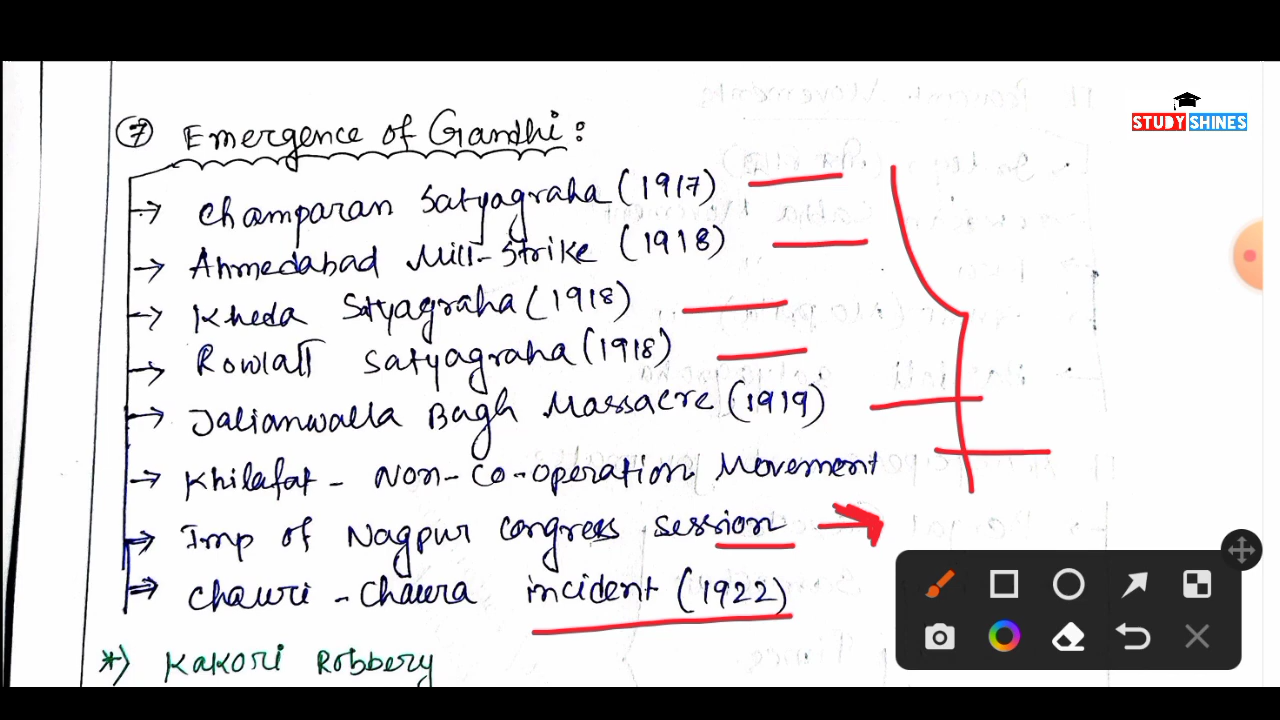 STUDY SHINES
⑦ Emergence of Gandhi:
→ Champaran Satyagraha (1917)
→ Ahmedabad Mill-Strike (1918)
→ Kheda Satyagraha (1918)
→ Rowlatt Satyagraha (1918)
→ Jalianwalla Bagh Massacre (1919)
→ Khilafat - Non-Co-operation Movement
→ Imp of Nagpur Congress session →
⇒ Chauri - Chaura incident (1922)
*) Kakori Robbery